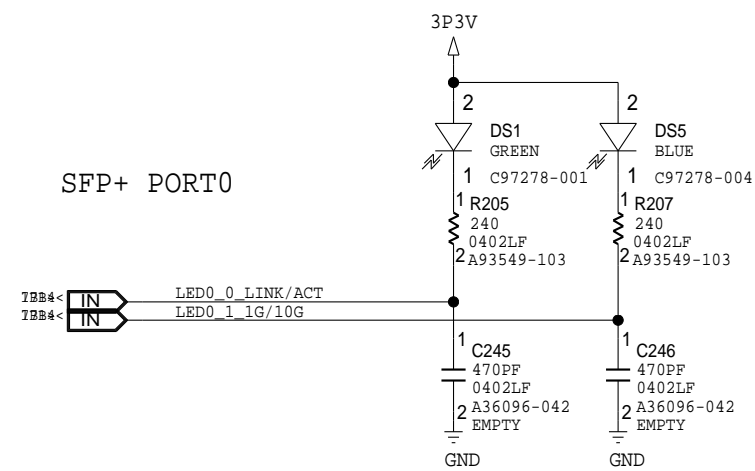 3P3V
2
2
DS1
GREEN
DS5
BLUE
1
C97278-001
1
C97278-004
SFP+ PORT0
1
R205
240
0402LF
2
A93549-103
1
R207
240
0402LF
2
A93549-103
IN
LED0_0_LINK/ACT
IN
LED0_1_1G/10G
1
C245
470PF
0402LF
2
A36096-042
EMPTY
1
C246
470PF
0402LF
2
A36096-042
EMPTY
GND
GND